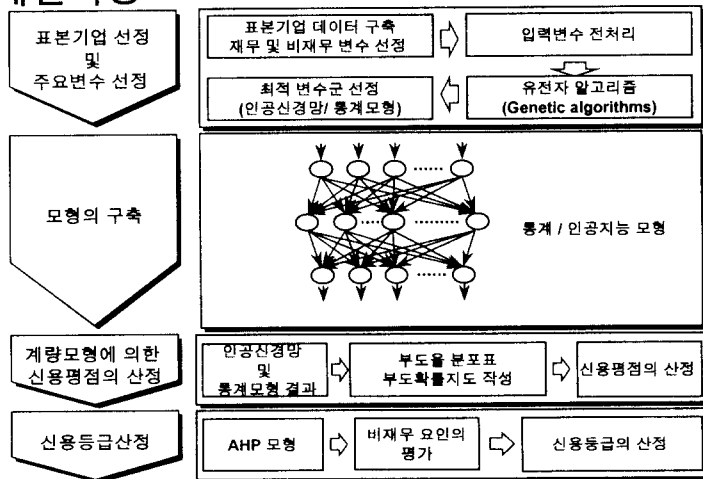 표본기업 선정
및
주요변수 선정
표본기업 데이터 구축
재무 및 비재무 변수 선정
입력변수 전처리
최적 변수군 선정
(인공신경망/ 통계모형)
유전자 알고리즘
(Genetic algorithms)
모형의 구축
통계 / 인공지능 모형
계량모형에 의한
신용평점의 산정
인공신경망
및
통계모형 결과
부도율 분포표
부도확률지도 작성
신용평점의 산정
신용등급산정
AHP 모형
비재무 요인의
평가
신용등급의 산정